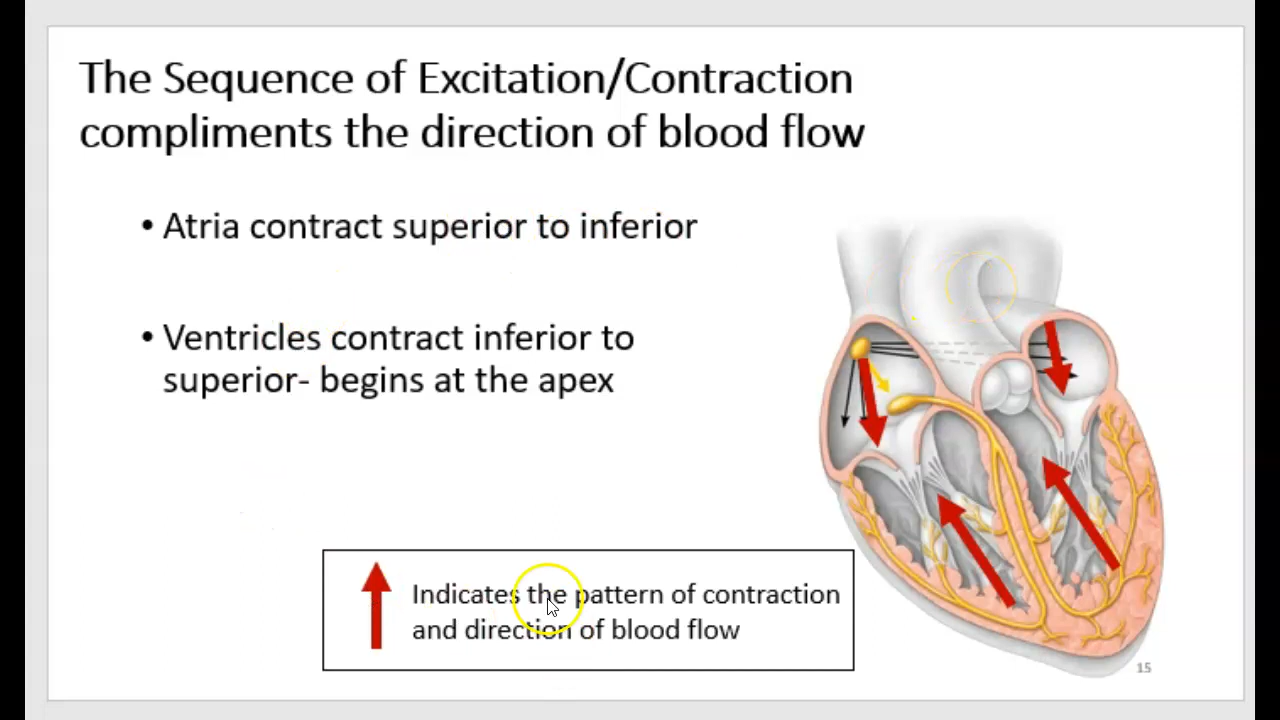 The Sequence of Excitation/Contraction
compliments the direction of blood flow
• Atria contract superior to inferior
• Ventricles contract inferior to
superior- begins at the apex
Indicates the pattern of contraction
and direction of blood flow
15